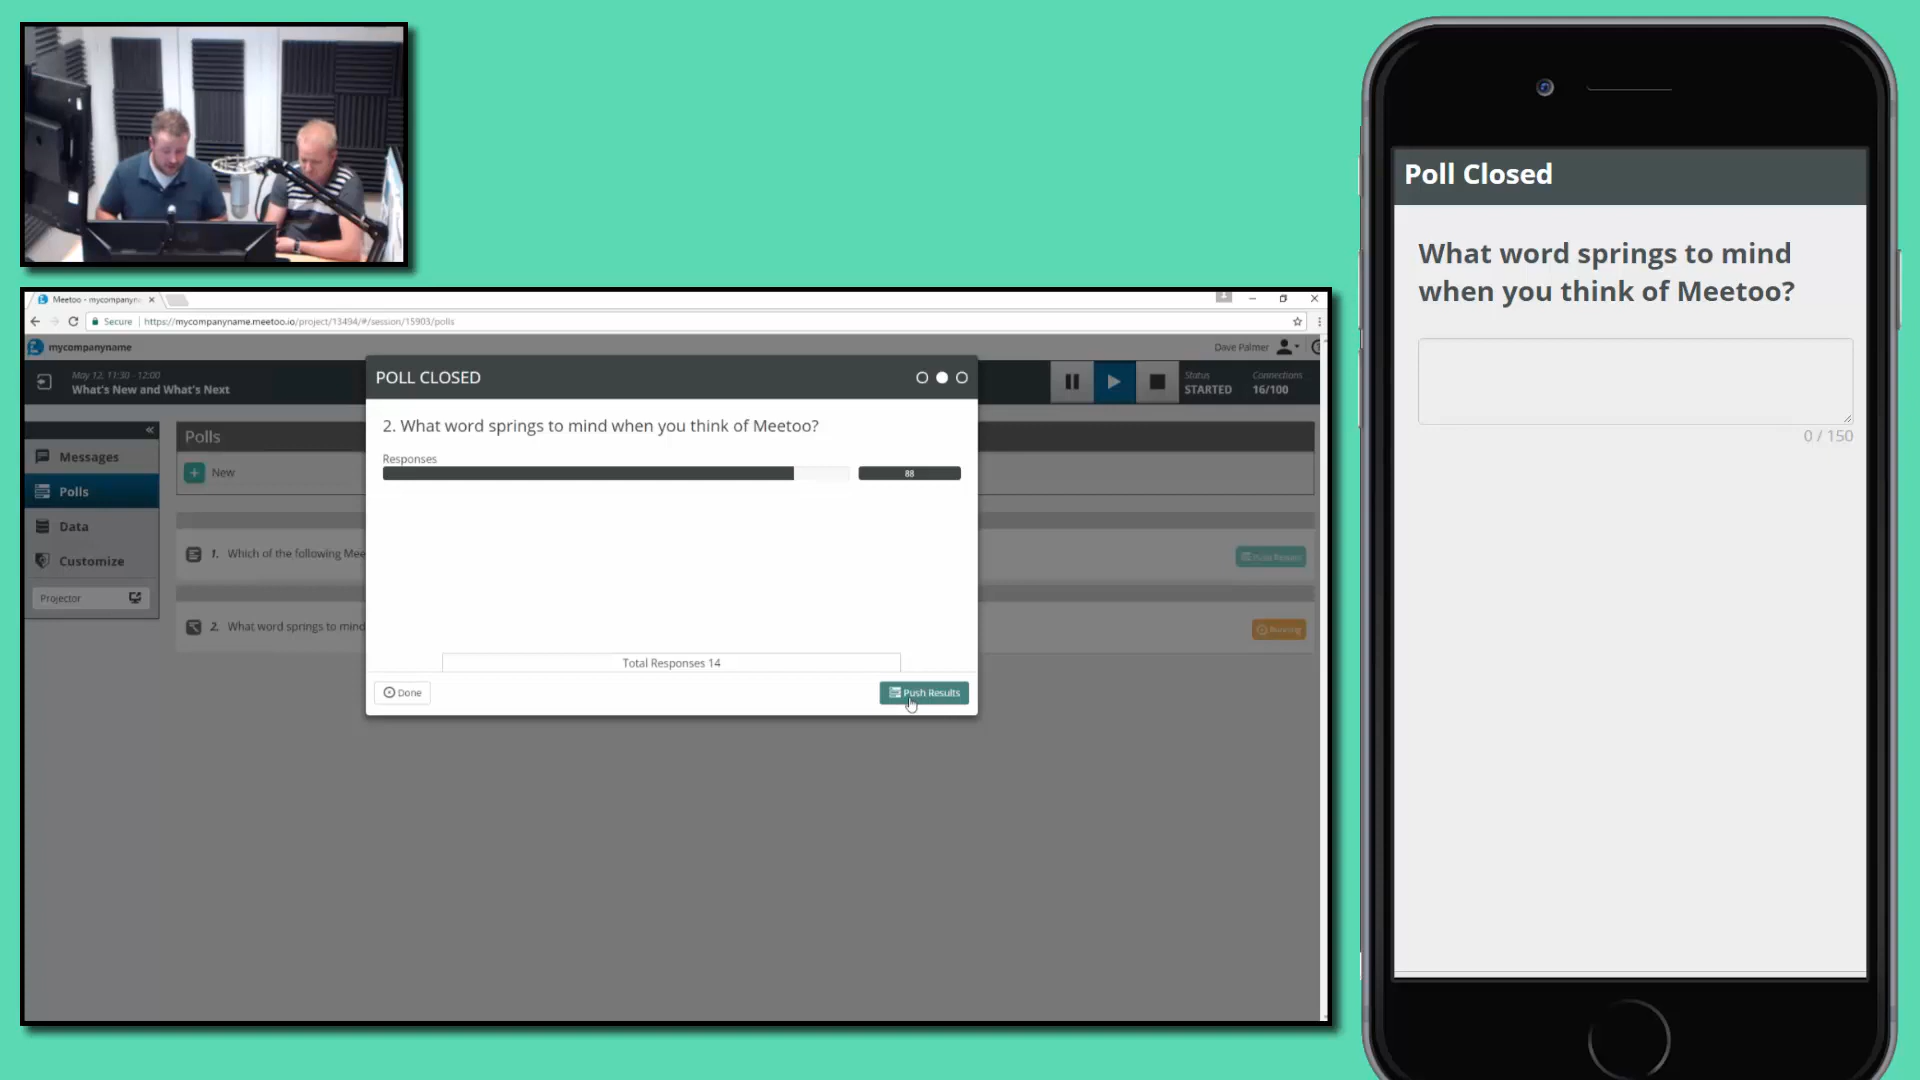 Meetoo - mycompanyn
Secure
https://mycompanyname.meetoo.io/project/13494/#/session/15903/polls
mycompanyname
Dave Palmer
May 12, 11:30 - 12:00
What's New and What's Next
Status
STARTED
Connections
16/100
Messages
Polls
Data
Customize
Projector
Polls
New
1. Which of the following Mee
Push Results
2. What word springs to mind
Running
POLL CLOSED
2. What word springs to mind when you think of Meetoo?
Responses
88
Total Responses 14
Done
Push Results
Poll Closed
What word springs to mind
when you think of Meetoo?
0 / 150